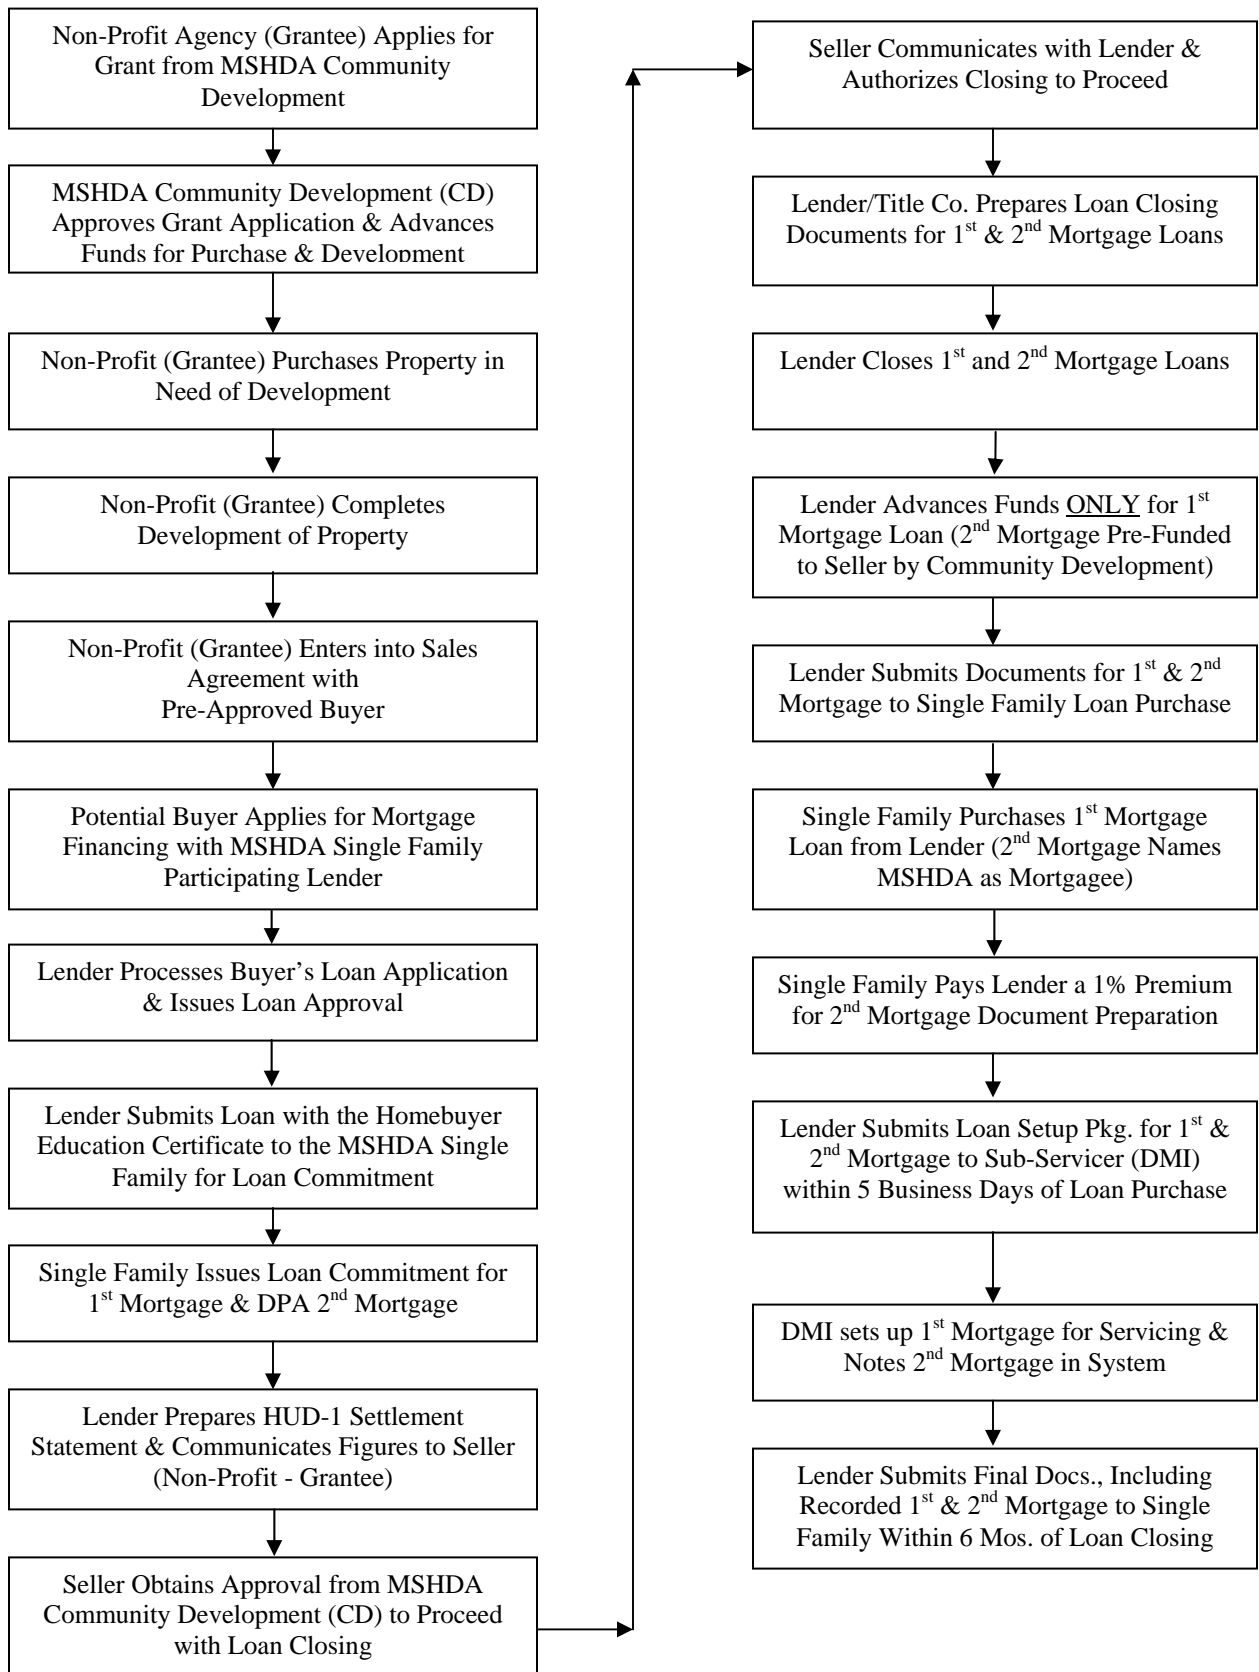 Non-Profit Agency (Grantee) Applies for
Grant from MSHDA Community
Development
MSHDA Community Development (CD)
Approves Grant Application & Advances
Funds for Purchase & Development
Non-Profit (Grantee) Purchases Property in
Need of Development
Non-Profit (Grantee) Completes
Development of Property
Non-Profit (Grantee) Enters into Sales
Agreement with
Pre-Approved Buyer
Potential Buyer Applies for Mortgage
Financing with MSHDA Single Family
Participating Lender
Lender Processes Buyer’s Loan Application
& Issues Loan Approval
Lender Submits Loan with the Homebuyer
Education Certificate to the MSHDA Single
Family for Loan Commitment
Single Family Issues Loan Commitment for
1st Mortgage & DPA 2nd Mortgage
Lender Prepares HUD-1 Settlement
Statement & Communicates Figures to Seller
(Non-Profit - Grantee)
Seller Obtains Approval from MSHDA
Community Development (CD) to Proceed
with Loan Closing
Seller Communicates with Lender &
Authorizes Closing to Proceed
Lender/Title Co. Prepares Loan Closing
Documents for 1st & 2nd Mortgage Loans
Lender Closes 1st and 2nd Mortgage Loans
Lender Advances Funds ONLY for 1st
Mortgage Loan (2nd Mortgage Pre-Funded
to Seller by Community Development)
Lender Submits Documents for 1st & 2nd
Mortgage to Single Family Loan Purchase
Single Family Purchases 1st Mortgage
Loan from Lender (2nd Mortgage Names
MSHDA as Mortgagee)
Single Family Pays Lender a 1% Premium
for 2nd Mortgage Document Preparation
Lender Submits Loan Setup Pkg. for 1st &
2nd Mortgage to Sub-Servicer (DMI)
within 5 Business Days of Loan Purchase
DMI sets up 1st Mortgage for Servicing &
Notes 2nd Mortgage in System
Lender Submits Final Docs., Including
Recorded 1st & 2nd Mortgage to Single
Family Within 6 Mos. of Loan Closing